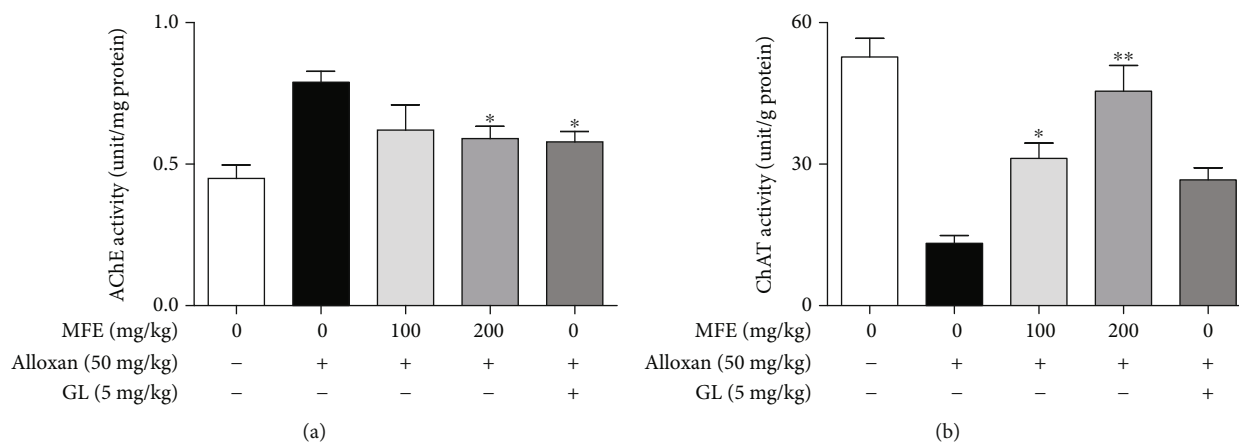 AChE activity (unit/mg protein)
1.0
0.5
0.0
* *
MFE (mg/kg) 0 0 100 200 0
Alloxan (50 mg/kg) − + + + +
GL (5 mg/kg) − − − − +
(a)
ChAT activity (unit/g protein)
60
30
0
* **
MFE (mg/kg) 0 0 100 200 0
Alloxan (50 mg/kg) − + + + +
GL (5 mg/kg) − − − − +
(b)